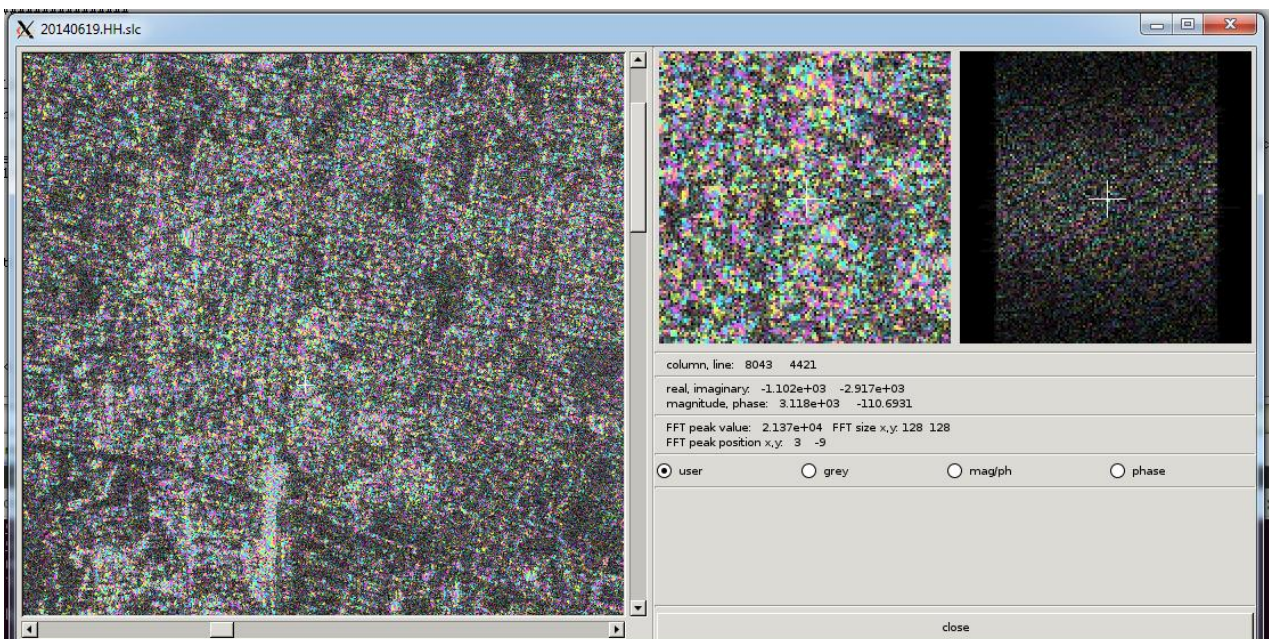 20140619.HH.slc
column, line: 8043 4421
real, imaginary: -1.102e+03 -2.917e+03
magnitude, phase: 3.118e+03 -110.6931
FFT peak value: 2.137e+04 FFT size x,y: 128 128
FFT peak position x,y: 3 -9
user grey mag/ph phase
close